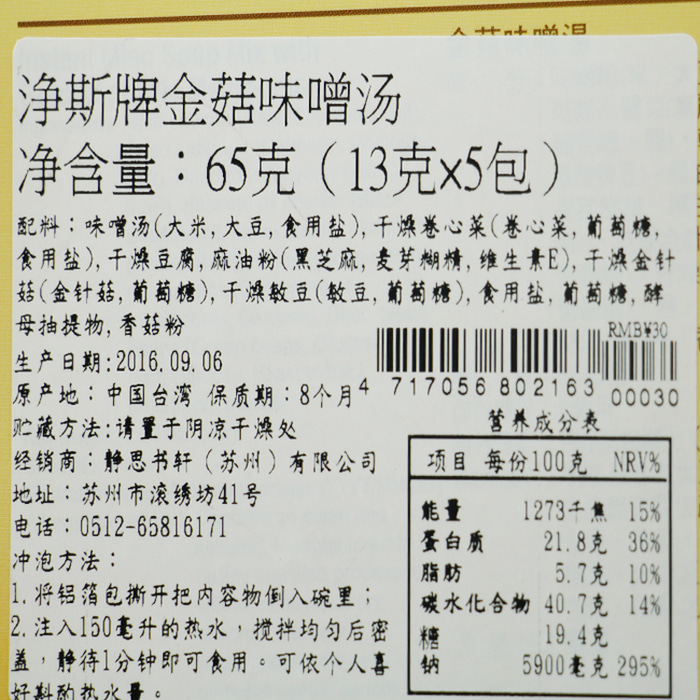 金菇味噌湯
净斯牌金菇味噌汤
净含量：65克（13克x5包）
配料：味噌汤(大米,大豆,食用盐),干燥卷心菜(卷心菜,葡萄糖,
食用盐),干燥豆腐,麻油粉(黑芝麻,麦芽糊精,维生素E),干燥金针
菇(金针菇,葡萄糖),干燥敏豆(敏豆,葡萄糖),食用盐,葡萄糖,酵
母抽提物,香菇粉
生产日期:2016.09.06
原产地：中国台湾 保质期：8个月
贮藏方法:请置于阴凉干燥处
经销商：静思书轩（苏州）有限公司
地址：苏州市滚绣坊41号
电话：0512-65816171
冲泡方法：
1.将铝箔包撕开把内容物倒入碗里；
2.注入150毫升的热水，搅拌均匀后密
盖，静待1分钟即可食用。可依个人喜
好斟酌热水量。
RMB¥30
4 717056 802163
00030
营养成分表
项目 每份100克 NRV%
能量 1273千焦 15%
蛋白质 21.8克 36%
脂肪 5.7克 10%
碳水化合物 40.7克 14%
糖 19.4克
钠 5900毫克 295%